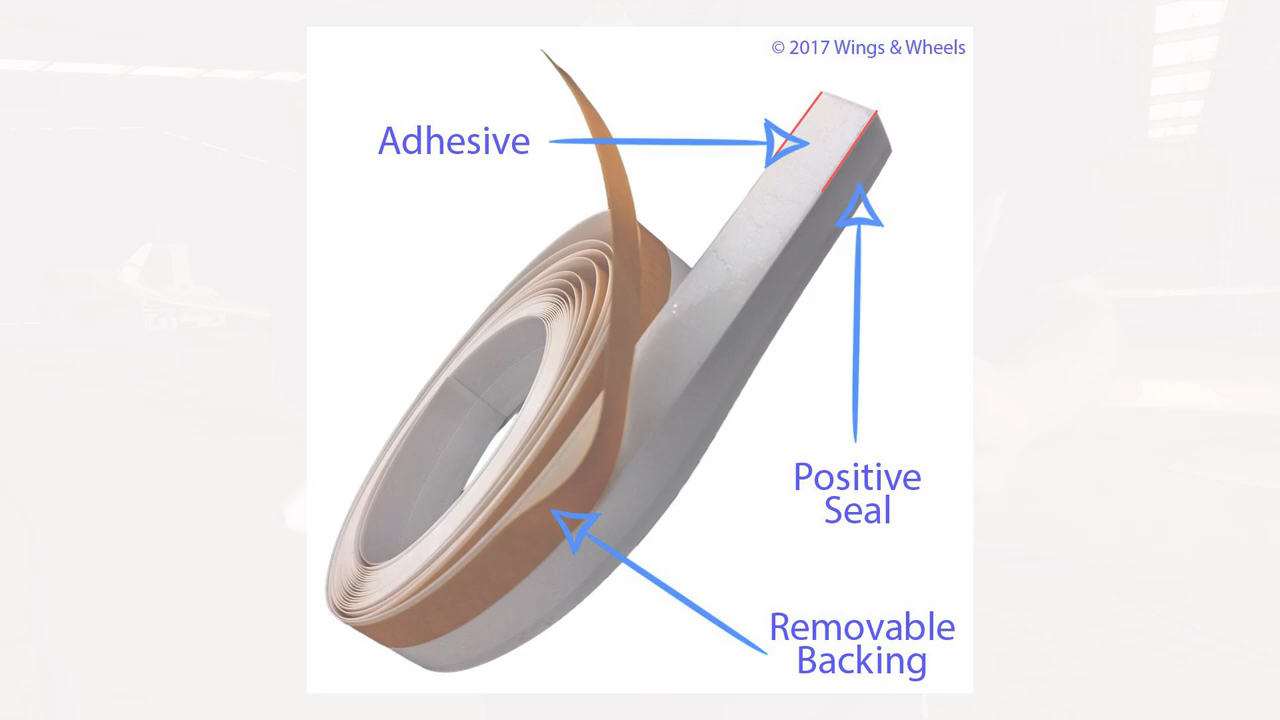 © 2017 Wings & Wheels
Adhesive
Positive
Seal
Removable
Backing